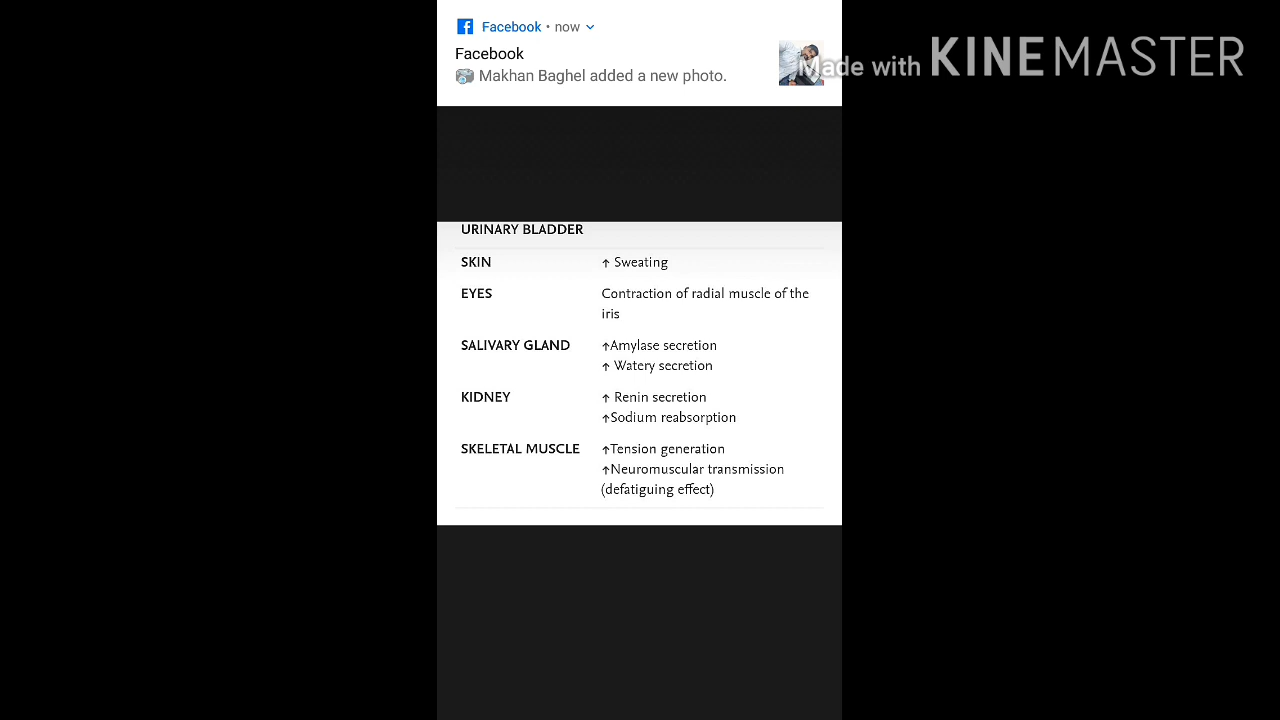 Facebook • now
Facebook
Makhan Baghel added a new photo.
Made with KINEMASTER
URINARY BLADDER
SKIN ↑ Sweating
EYES Contraction of radial muscle of the
iris
SALIVARY GLAND ↑Amylase secretion
↑ Watery secretion
KIDNEY ↑ Renin secretion
↑Sodium reabsorption
SKELETAL MUSCLE ↑Tension generation
↑Neuromuscular transmission
(defatiguing effect)